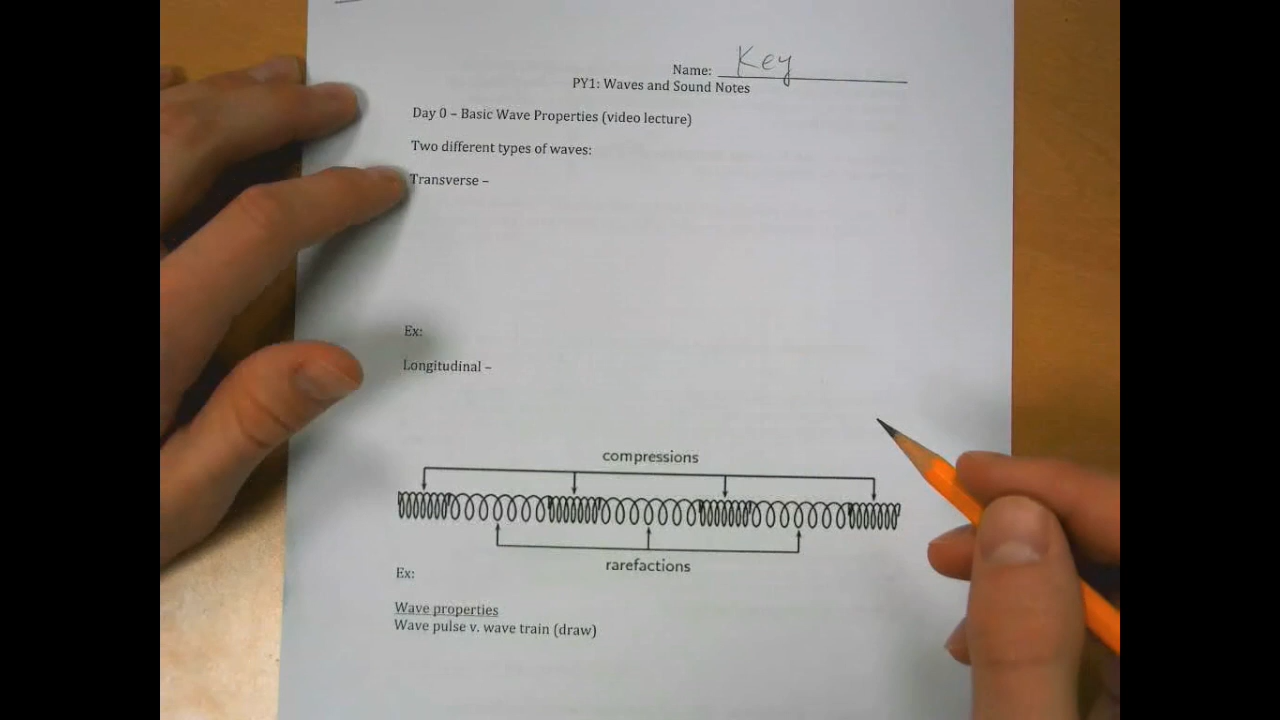 Name: Key
PY1: Waves and Sound Notes
Day 0 – Basic Wave Properties (video lecture)
Two different types of waves:
Transverse –
Ex:
Longitudinal –
compressions
rarefactions
Ex:
Wave properties
Wave pulse v. wave train (draw)